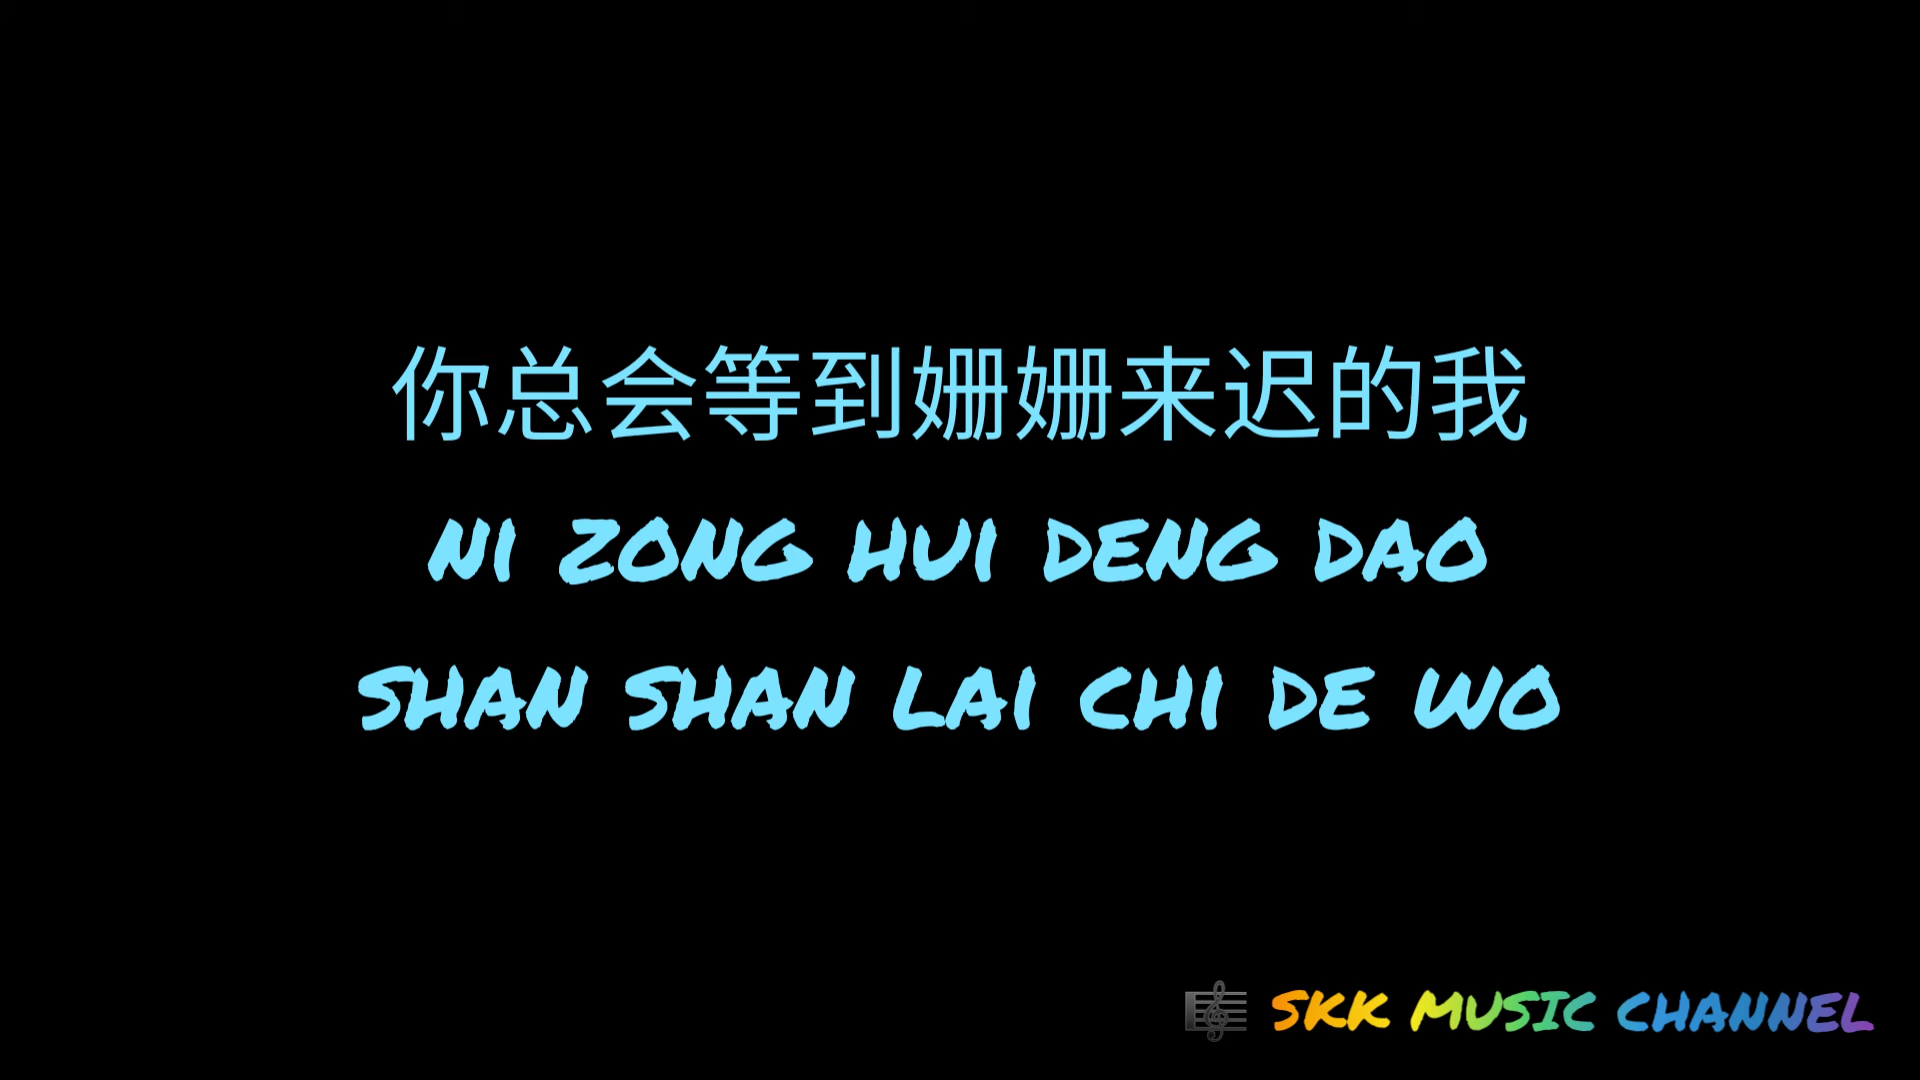 你总会等到姗姗来迟的我
NI ZONG HUI DENG DAO
SHAN SHAN LAI CHI DE WO
SKK MUSIC CHANNEL